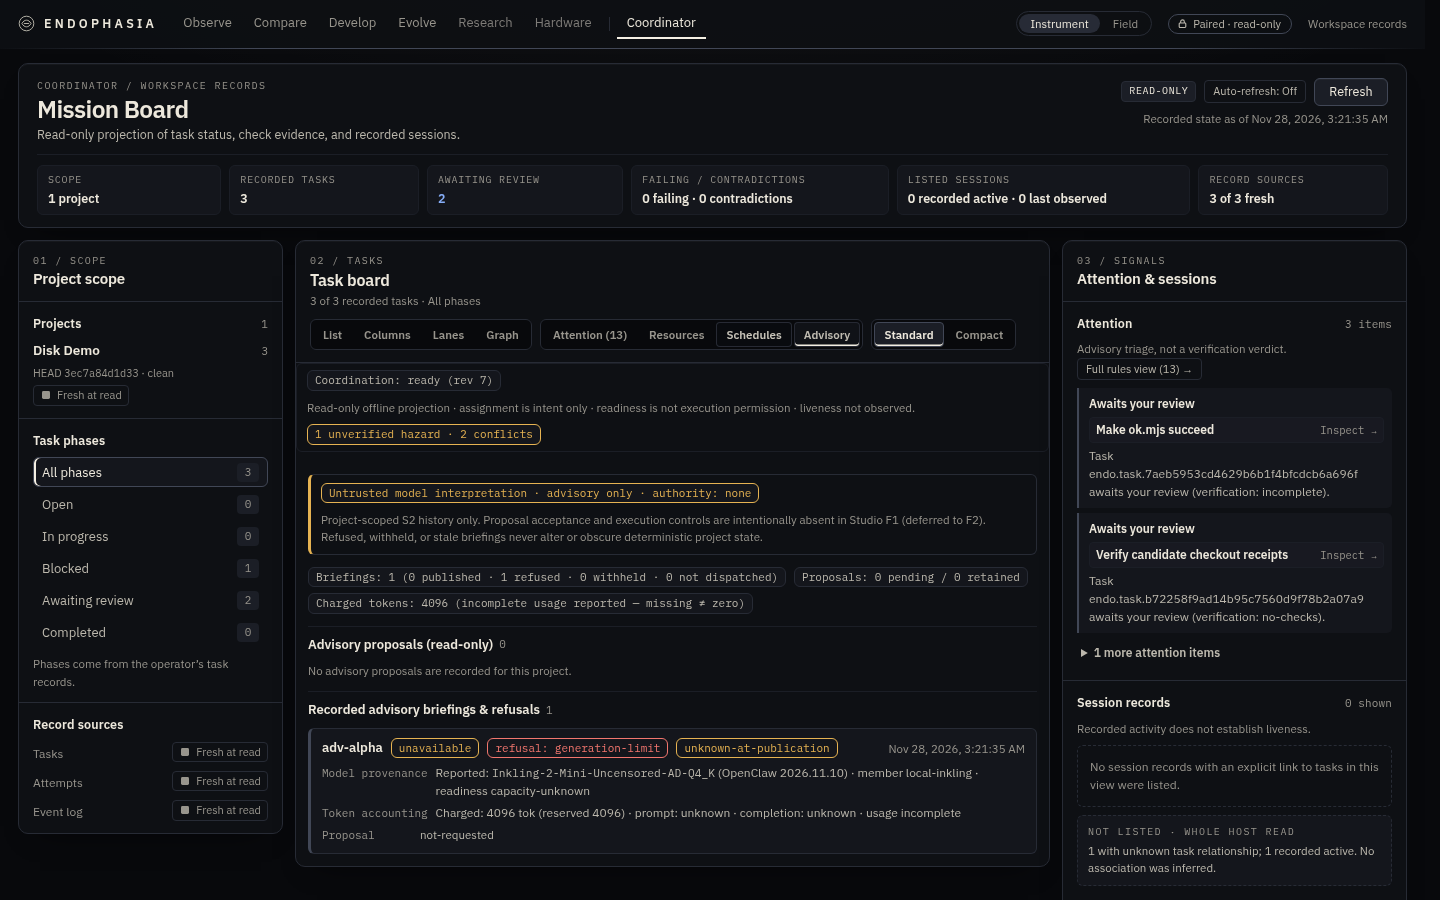 ENDOPHASIA
Observe
Compare
Develop
Evolve
Research
Hardware
Coordinator
Instrument
Field
Paired · read-only
Workspace records
COORDINATOR / WORKSPACE RECORDS
Mission Board
Read-only projection of task status, check evidence, and recorded sessions.
READ-ONLY
Auto-refresh: Off
Refresh
Recorded state as of Nov 28, 2026, 3:21:35 AM
SCOPE
1 project
RECORDED TASKS
3
AWAITING REVIEW
2
FAILING / CONTRADICTIONS
0 failing · 0 contradictions
LISTED SESSIONS
0 recorded active · 0 last observed
RECORD SOURCES
3 of 3 fresh
01 / SCOPE
Project scope
Projects 1
Disk Demo 3
HEAD 3ec7a84d1d33 · clean
Fresh at read
Task phases
All phases 3
Open 0
In progress 0
Blocked 1
Awaiting review 2
Completed 0
Phases come from the operator's task
records.
Record sources
Tasks Fresh at read
Attempts Fresh at read
Event log Fresh at read
02 / TASKS
Task board
3 of 3 recorded tasks · All phases
List
Columns
Lanes
Graph
Attention (13)
Resources
Schedules
Advisory
Standard
Compact
Coordination: ready (rev 7)
Read-only offline projection · assignment is intent only · readiness is not execution permission · liveness not observed.
1 unverified hazard · 2 conflicts
Untrusted model interpretation · advisory only · authority: none
Project-scoped S2 history only. Proposal acceptance and execution controls are intentionally absent in Studio F1 (deferred to F2).
Refused, withheld, or stale briefings never alter or obscure deterministic project state.
Briefings: 1 (0 published · 1 refused · 0 withheld · 0 not dispatched)
Proposals: 0 pending / 0 retained
Charged tokens: 4096 (incomplete usage reported — missing ≠ zero)
Advisory proposals (read-only) 0
No advisory proposals are recorded for this project.
Recorded advisory briefings & refusals 1
adv-alpha
unavailable
refusal: generation-limit
unknown-at-publication
Nov 28, 2026, 3:21:35 AM
Model provenance Reported: Inkling-2-Mini-Uncensored-AD-Q4_K (OpenClaw 2026.11.10) · member local-inkling ·
readiness capacity-unknown
Token accounting Charged: 4096 tok (reserved 4096) · prompt: unknown · completion: unknown · usage incomplete
Proposal not-requested
03 / SIGNALS
Attention & sessions
Attention 3 items
Advisory triage, not a verification verdict.
Full rules view (13) →
Awaits your review
Make ok.mjs succeed Inspect →
Task
endo.task.7aeb5953cd4629b6b1f4bfcdcb6a696f
awaits your review (verification: incomplete).
Awaits your review
Verify candidate checkout receipts Inspect →
Task
endo.task.b72258f9ad14b95c7560d9f78b2a07a9
awaits your review (verification: no-checks).
▶ 1 more attention items
Session records 0 shown
Recorded activity does not establish liveness.
No session records with an explicit link to tasks in this
view were listed.
NOT LISTED · WHOLE HOST READ
1 with unknown task relationship; 1 recorded active. No
association was inferred.